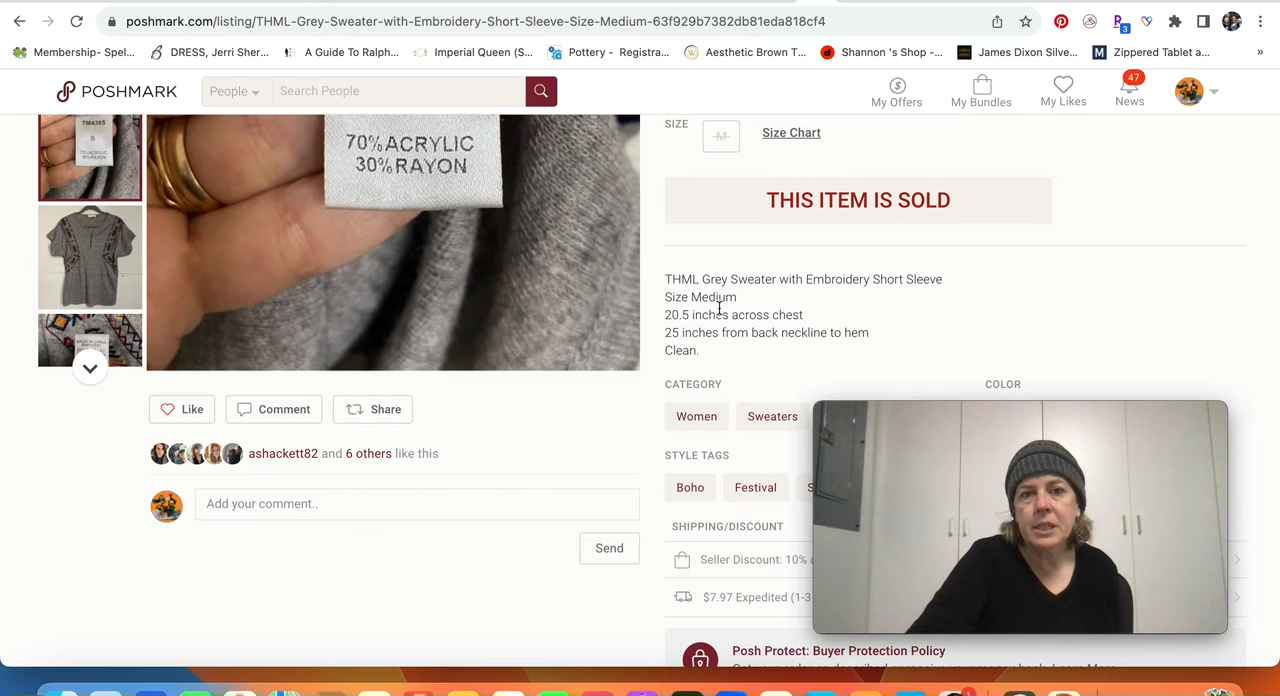 poshmark.com/listing/THML-Grey-Sweater-with-Embroidery-Short-Sleeve-Size-Medium-63f929b7382db81eda818cf4
3
Membership- Spel...
DRESS, Jerri Sher...
A Guide To Ralph...
Imperial Queen (S...
Pottery - Registra...
Aesthetic Brown T...
Shannon 's Shop -...
James Dixon Silve...
M
Zippered Tablet a...
»
POSHMARK
People
Search People
My Offers
My Bundles
My Likes
47
News
TM4385
S
70%ACRYLIC
30%RAYON
SIZE
M
Size Chart
THIS ITEM IS SOLD
THML Grey Sweater with Embroidery Short Sleeve
Size Medium
20.5 inches across chest
25 inches from back neckline to hem
Clean.
CATEGORY
COLOR
Women
Sweaters
STYLE TAGS
Boho
Festival
S
SHIPPING/DISCOUNT
Seller Discount: 10%
$7.97 Expedited (1-3
Posh Protect: Buyer Protection Policy
Like
Comment
Share
ashackett82 and 6 others like this
Add your comment..
Send